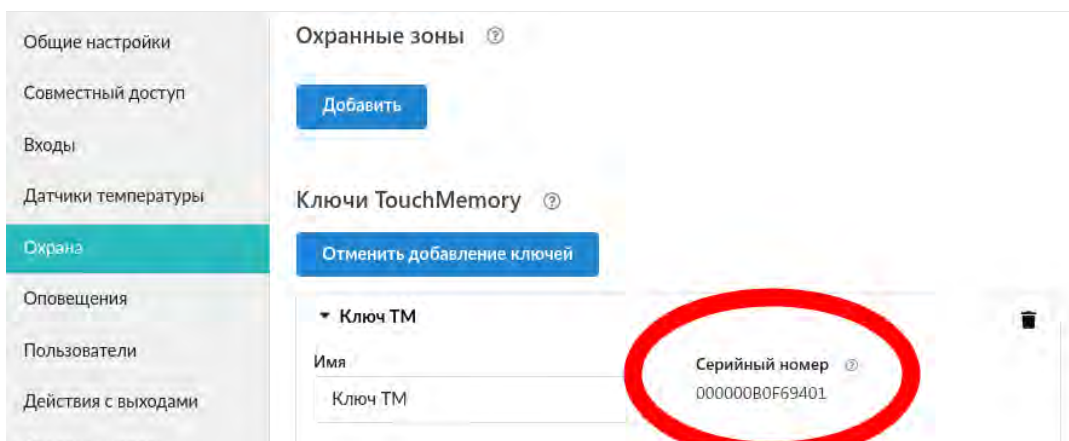 Общие настройки
Совместный доступ
Входы
Датчики температуры
Охрана
Оповещения
Пользователи
Действия с выходами
Охранные зоны ?
Добавить
Ключи TouchMemory ?
Отменить добавление ключей
Ключ ТМ
Имя
Ключ ТМ
Серийный номер ?
000000B0F69401